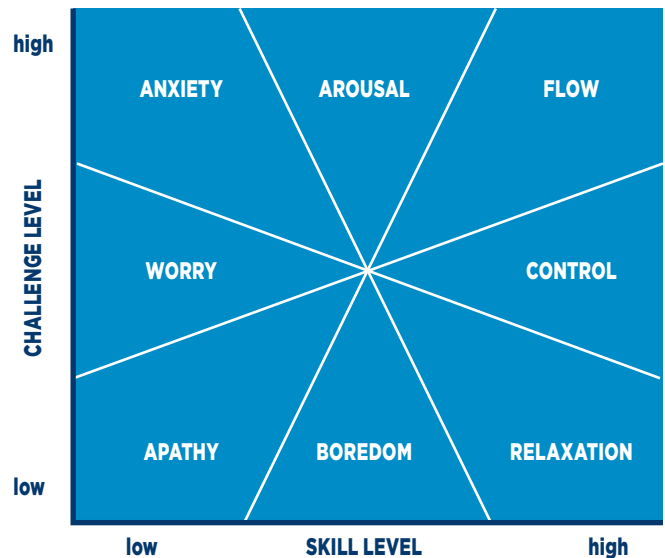 high
ANXIETY
AROUSAL
FLOW
CHALLENGE LEVEL
WORRY
CONTROL
APATHY
BOREDOM
RELAXATION
low
low
SKILL LEVEL
high